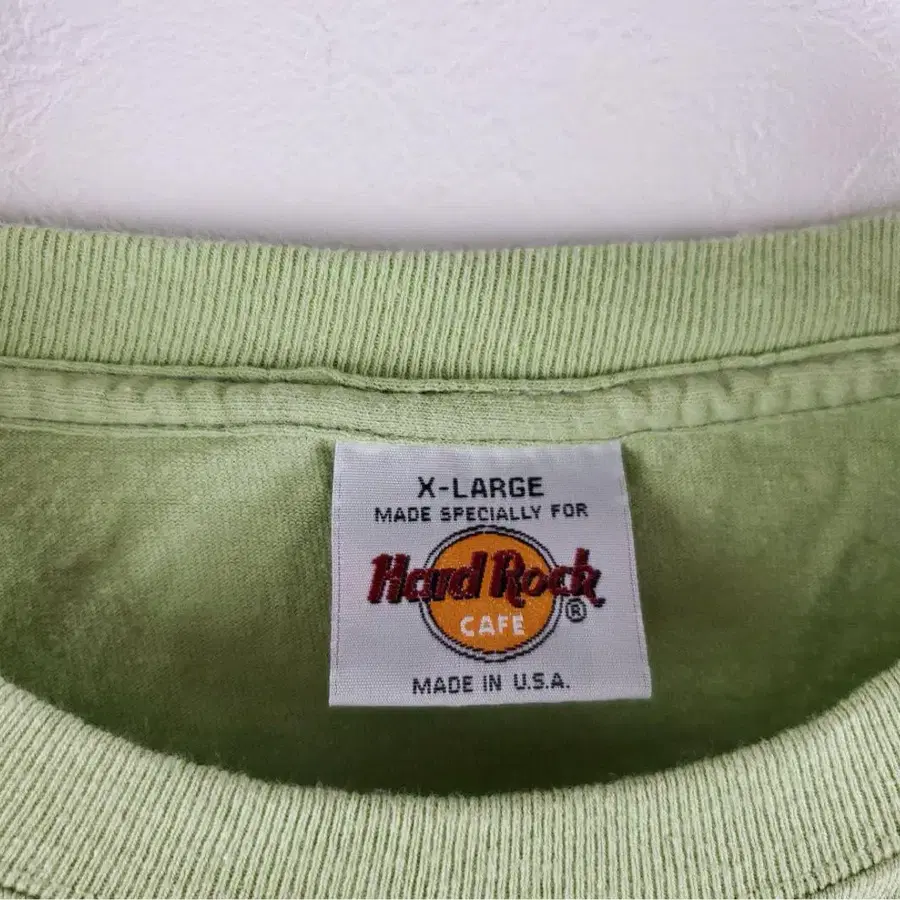 X-LARGE
MADE SPECIALLY FOR
Hard Rock
®
CAFE
MADE IN U.S.A.